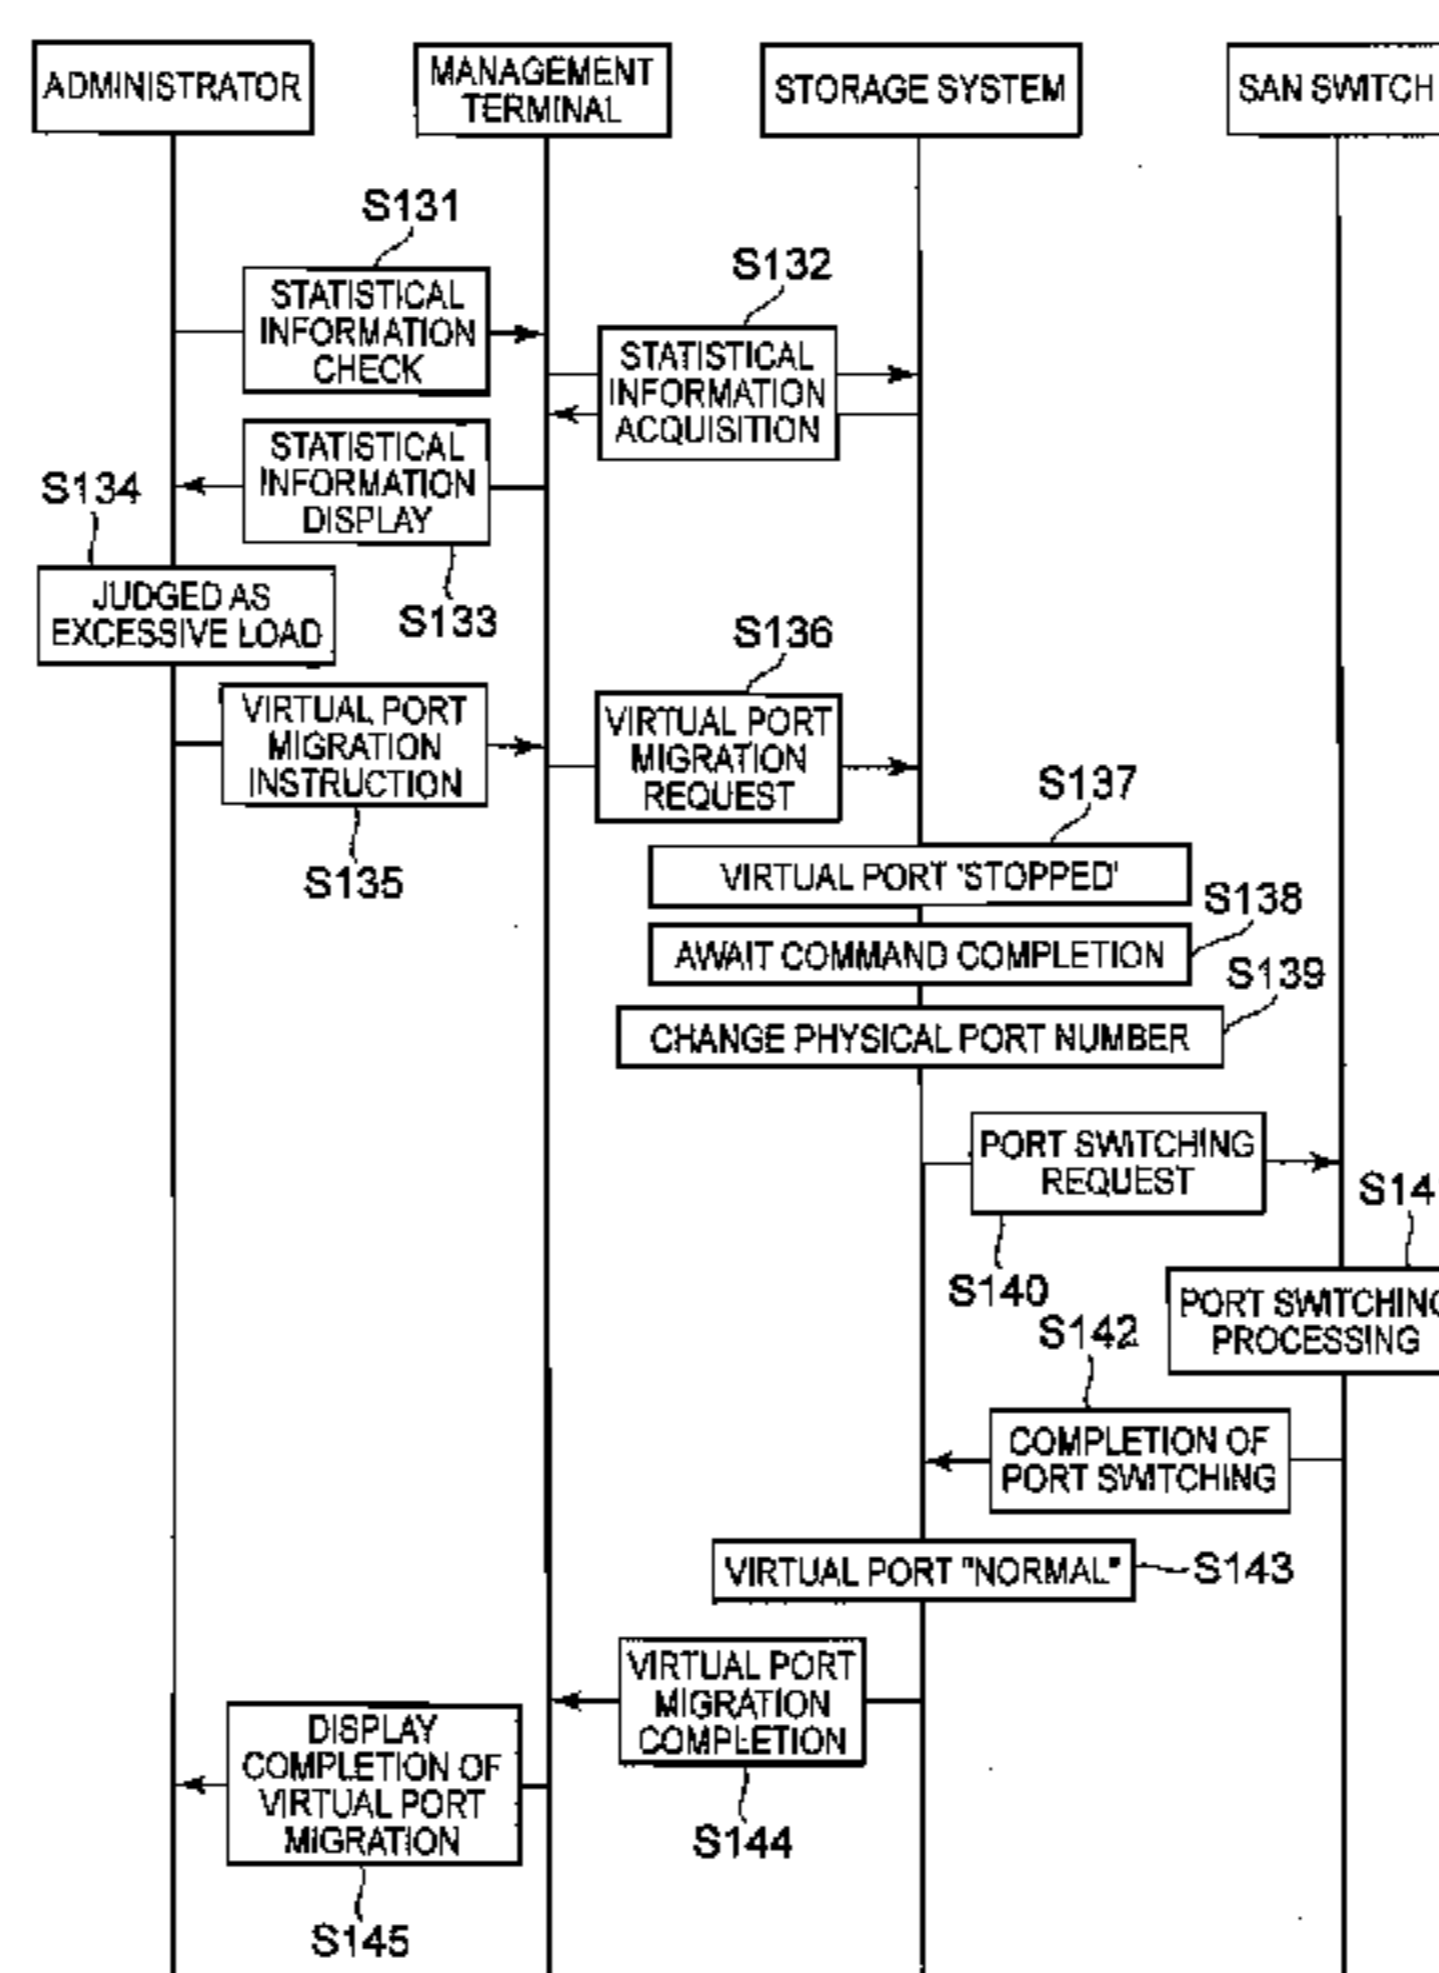 ADMINISTRATOR
MANAGEMENT
TERMINAL
STORAGE SYSTEM
SAN SWITCH
S131
STATISTICAL
INFORMATION
CHECK
S132
STATISTICAL
INFORMATION
ACQUISITION
STATISTICAL
INFORMATION
DISPLAY
S133
S134
JUDGED AS
EXCESSIVE LOAD
VIRTUAL PORT
MIGRATION
INSTRUCTION
S135
S136
VIRTUAL PORT
MIGRATION
REQUEST
S137
VIRTUAL PORT 'STOPPED'
S138
AWAIT COMMAND COMPLETION
S139
CHANGE PHYSICAL PORT NUMBER
PORT SWITCHING
REQUEST
S140
S14
PORT SWITCHING
PROCESSING
S142
COMPLETION OF
PORT SWITCHING
VIRTUAL PORT "NORMAL"
S143
VIRTUAL PORT
MIGRATION
COMPLETION
S144
DISPLAY
COMPLETION OF
VIRTUAL PORT
MIGRATION
S145